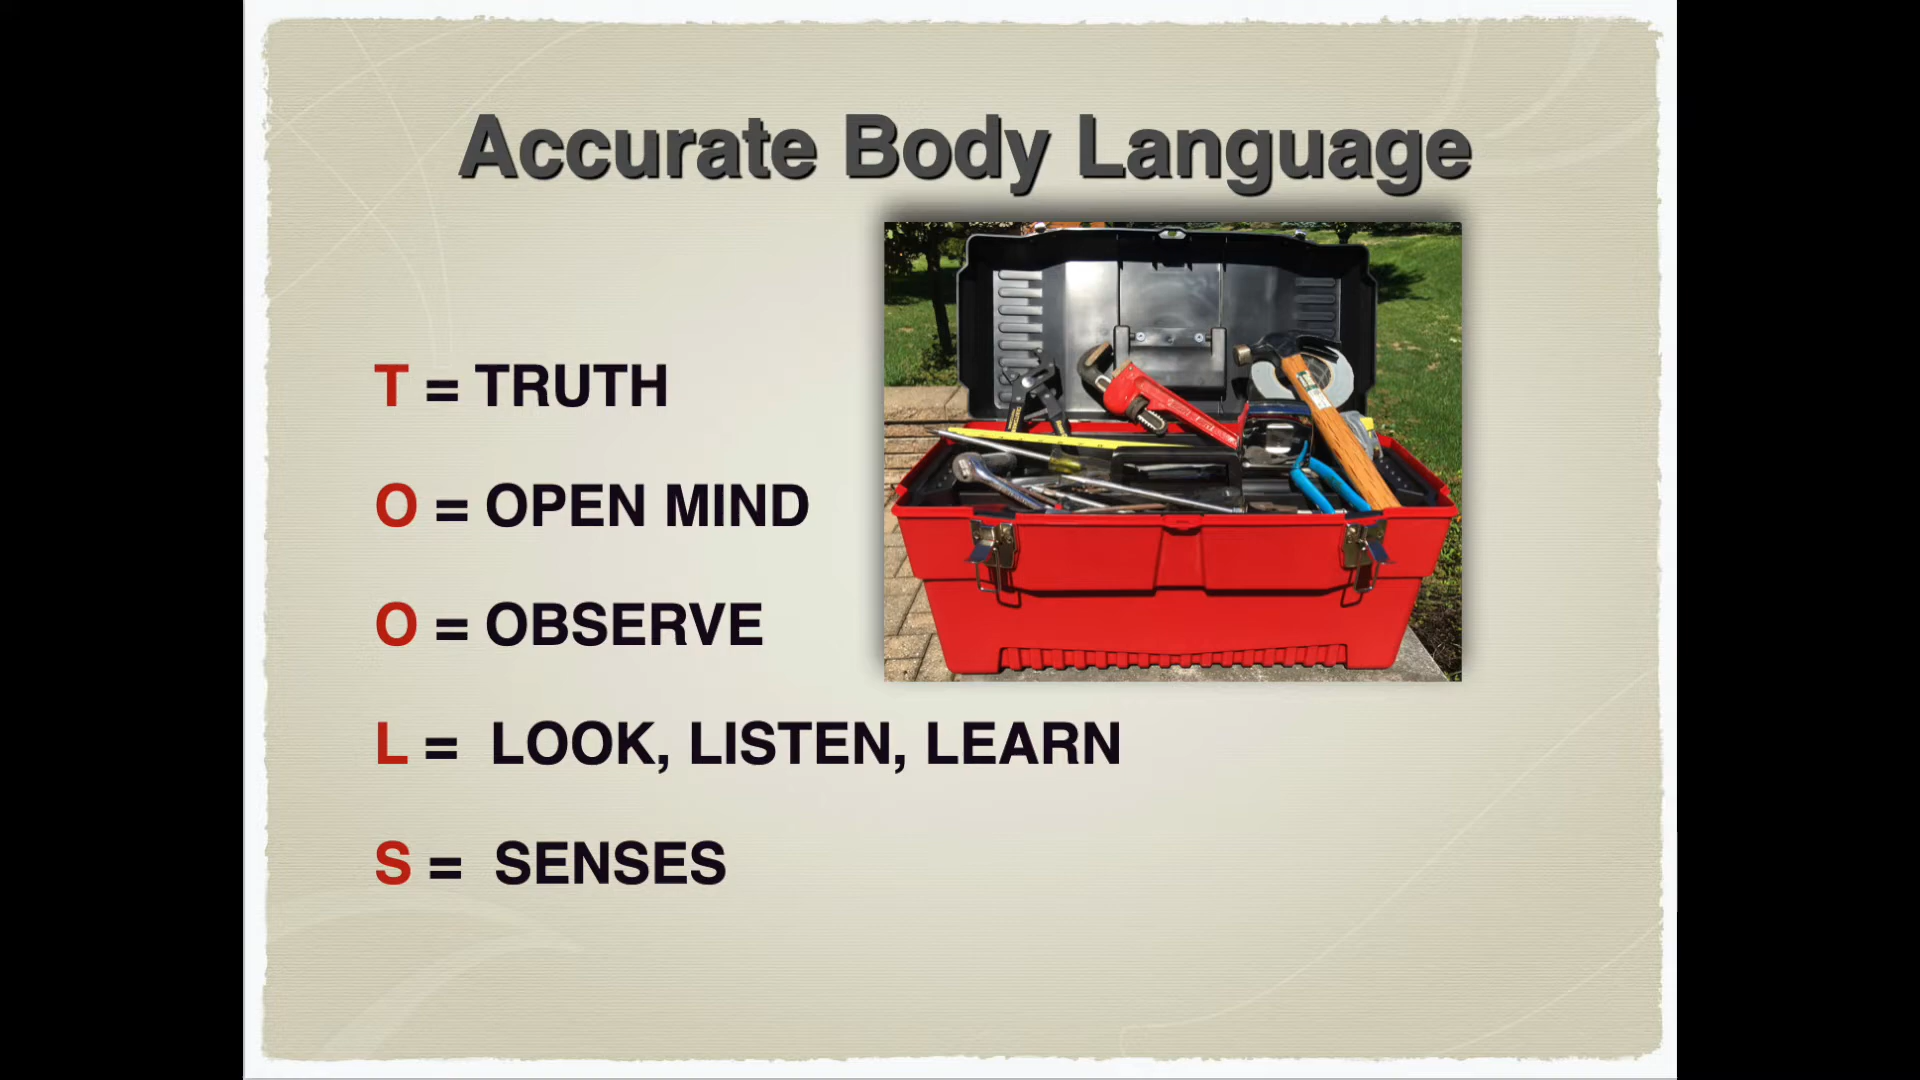 Accurate Body Language
T = TRUTH
O = OPEN MIND
O = OBSERVE
L = LOOK, LISTEN, LEARN
S = SENSES